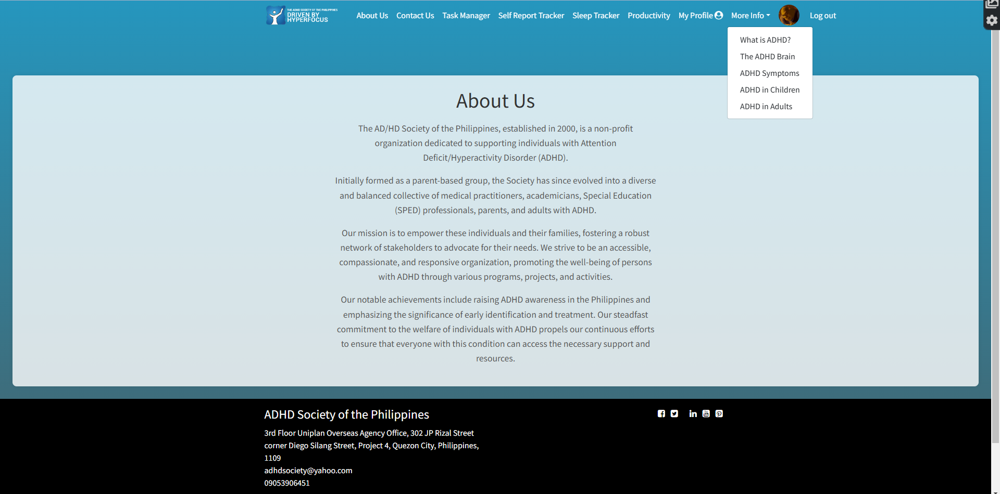 THE ADHD SOCIETY OF THE PHILIPPINES
DRIVEN BY
HYPERFOCUS
About Us Contact Us Task Manager Self Report Tracker Sleep Tracker Productivity My Profile More Info Log out
What is ADHD?
The ADHD Brain
ADHD Symptoms
ADHD in Children
ADHD in Adults
About Us
The AD/HD Society of the Philippines, established in 2000, is a non-profit
organization dedicated to supporting individuals with Attention
Deficit/Hyperactivity Disorder (ADHD).
Initially formed as a parent-based group, the Society has since evolved into a diverse
and balanced collective of medical practitioners, academicians, Special Education
(SPED) professionals, parents, and adults with ADHD.
Our mission is to empower these individuals and their families, fostering a robust
network of stakeholders to advocate for their needs. We strive to be an accessible,
compassionate, and responsive organization, promoting the well-being of persons
with ADHD through various programs, projects, and activities.
Our notable achievements include raising ADHD awareness in the Philippines and
emphasizing the significance of early identification and treatment. Our steadfast
commitment to the welfare of individuals with ADHD propels our continuous efforts
to ensure that everyone with this condition can access the necessary support and
resources.
ADHD Society of the Philippines
3rd Floor Uniplan Overseas Agency Office, 302 JP Rizal Street
corner Diego Silang Street, Project 4, Quezon City, Philippines,
1109
adhdsociety@yahoo.com
09053906451